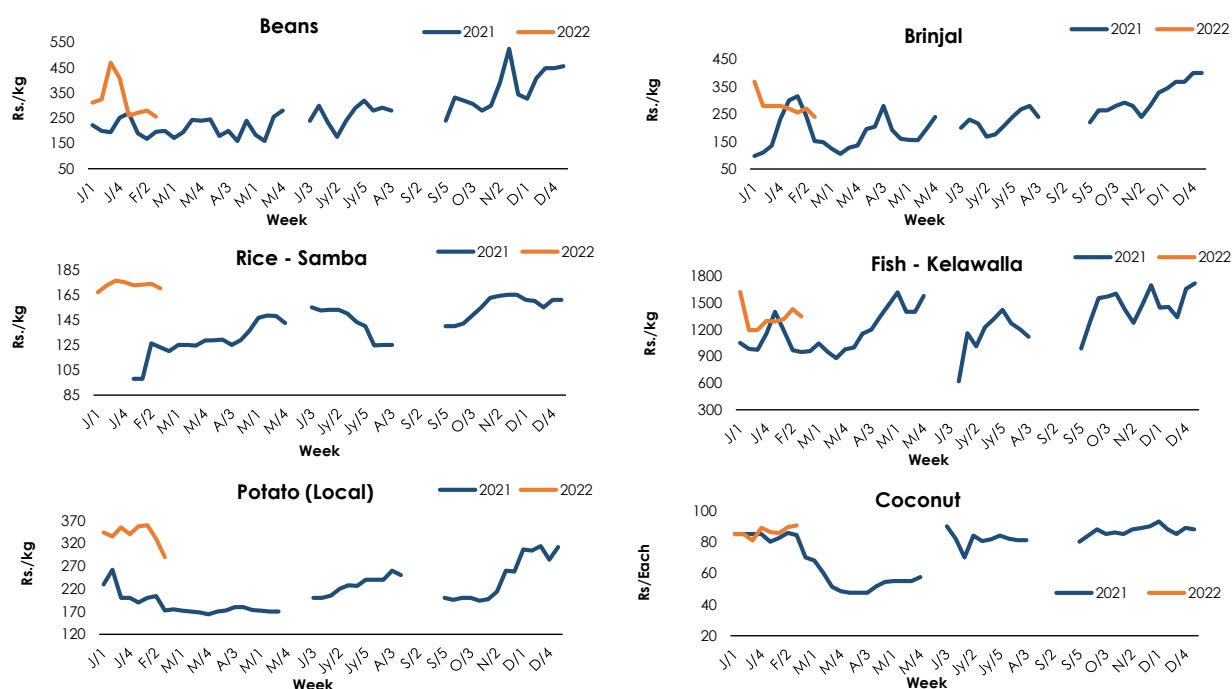 Beans
2021
2022
Rs./kg
550
450
350
250
150
50
J/1
J/4
F/2
M/1
M/4
A/3
M/1
M/4
J/3
Jy/2
Jy/5
A/3
S/2
S/5
O/3
N/2
D/1
D/4
Week
Brinjal
2021
2022
Rs./kg
450
350
250
150
50
J/1
J/4
F/2
M/1
M/4
A/3
M/1
M/4
J/3
Jy/2
Jy/5
A/3
S/2
S/5
O/3
N/2
D/1
D/4
Week
Rice - Samba
2021
2022
Rs./kg
185
165
145
125
105
85
J/1
J/4
F/2
M/1
M/4
A/3
M/1
M/4
J/3
Jy/2
Jy/5
A/3
S/2
S/5
O/3
N/2
D/1
D/4
Week
Fish - Kelawalla
2021
2022
Rs./kg
1800
1500
1200
900
600
300
J/1
J/4
F/2
M/1
M/4
A/3
M/1
M/4
J/3
Jy/2
Jy/5
A/3
S/2
S/5
O/3
N/2
D/1
D/4
Week
Potato (Local)
2021
2022
Rs./kg
370
320
270
220
170
120
J/1
J/4
F/2
M/1
M/4
A/3
M/1
M/4
J/3
Jy/2
Jy/5
A/3
S/2
S/5
O/3
N/2
D/1
D/4
Week
Coconut
Rs/Each
100
80
60
40
20
2021
2022
J/1
J/4
F/2
M/1
M/4
A/3
M/1
M/4
J/3
Jy/2
Jy/5
A/3
S/2
S/5
O/3
N/2
D/1
D/4
Week